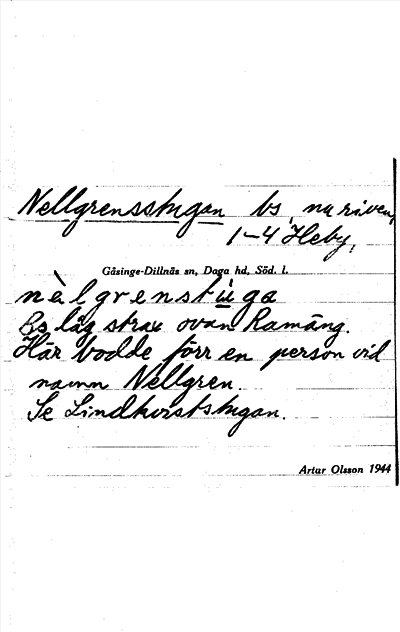 Nellgrensstugan bs, nu riven,
1-4 Heby,
Gåsinge-Dillnäs sn, Daga hd, Söd. l.
nèlgrenstùga
Bs låg strax ovan Ramäng.
Här bodde förr en person vid
namn Nellgren.
Se Lindkviststugan.
Artur Olsson 1944